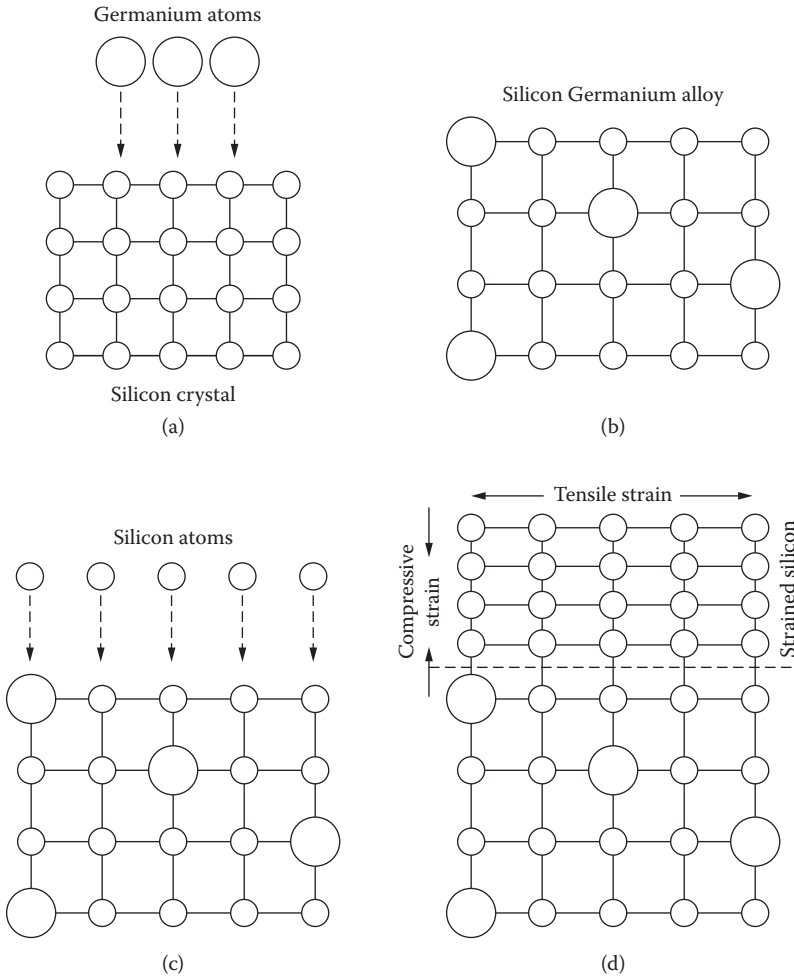 Germanium atoms
Silicon crystal
(a)
Silicon Germanium alloy
(b)
Silicon atoms
(c)
Tensile strain
Compressive
strain
Strained silicon
(d)